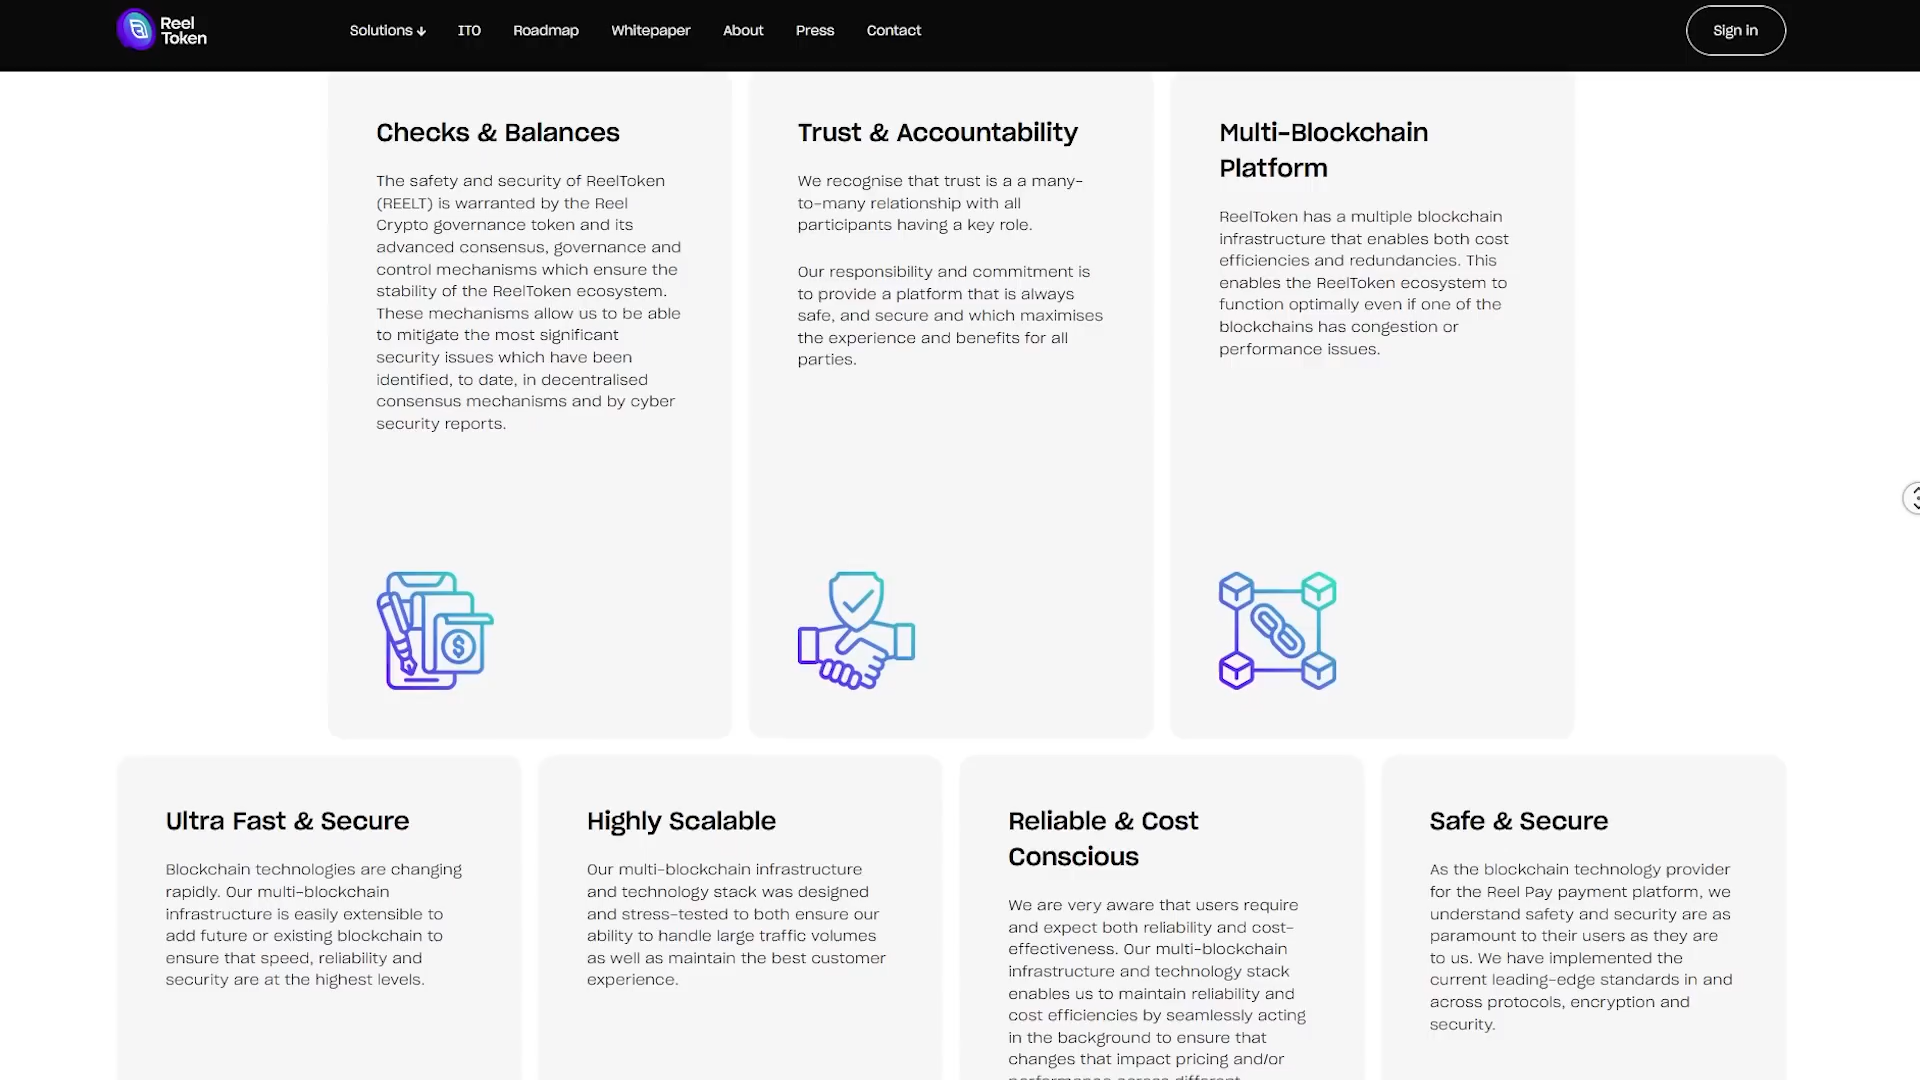 Reel
Token
Solutions ↓
ITO
Roadmap
Whitepaper
About
Press
Contact
Sign in
Checks & Balances
The safety and security of ReelToken
(REELT) is warranted by the Reel
Crypto governance token and its
advanced consensus, governance and
control mechanisms which ensure the
stability of the ReelToken ecosystem.
These mechanisms allow us to be able
to mitigate the most significant
security issues which have been
identified, to date, in decentralised
consensus mechanisms and by cyber
security reports.
Trust & Accountability
We recognise that trust is a a many-
to-many relationship with all
participants having a key role.
Our responsibility and commitment is
to provide a platform that is always
safe, and secure and which maximises
the experience and benefits for all
parties.
Multi-Blockchain
Platform
ReelToken has a multiple blockchain
infrastructure that enables both cost
efficiencies and redundancies. This
enables the ReelToken ecosystem to
function optimally even if one of the
blockchains has congestion or
performance issues.
$
Ultra Fast & Secure
Blockchain technologies are changing
rapidly. Our multi-blockchain
infrastructure is easily extensible to
add future or existing blockchain to
ensure that speed, reliability and
security are at the highest levels.
Highly Scalable
Our multi-blockchain infrastructure
and technology stack was designed
and stress-tested to both ensure our
ability to handle large traffic volumes
as well as maintain the best customer
experience.
Reliable & Cost
Conscious
We are very aware that users require
and expect both reliability and cost-
effectiveness. Our multi-blockchain
infrastructure and technology stack
enables us to maintain reliability and
cost efficiencies by seamlessly acting
in the background to ensure that
changes that impact pricing and/or
performance across different
Safe & Secure
As the blockchain technology provider
for the Reel Pay payment platform, we
understand safety and security are as
paramount to their users as they are
to us. We have implemented the
current leading-edge standards in and
across protocols, encryption and
security.